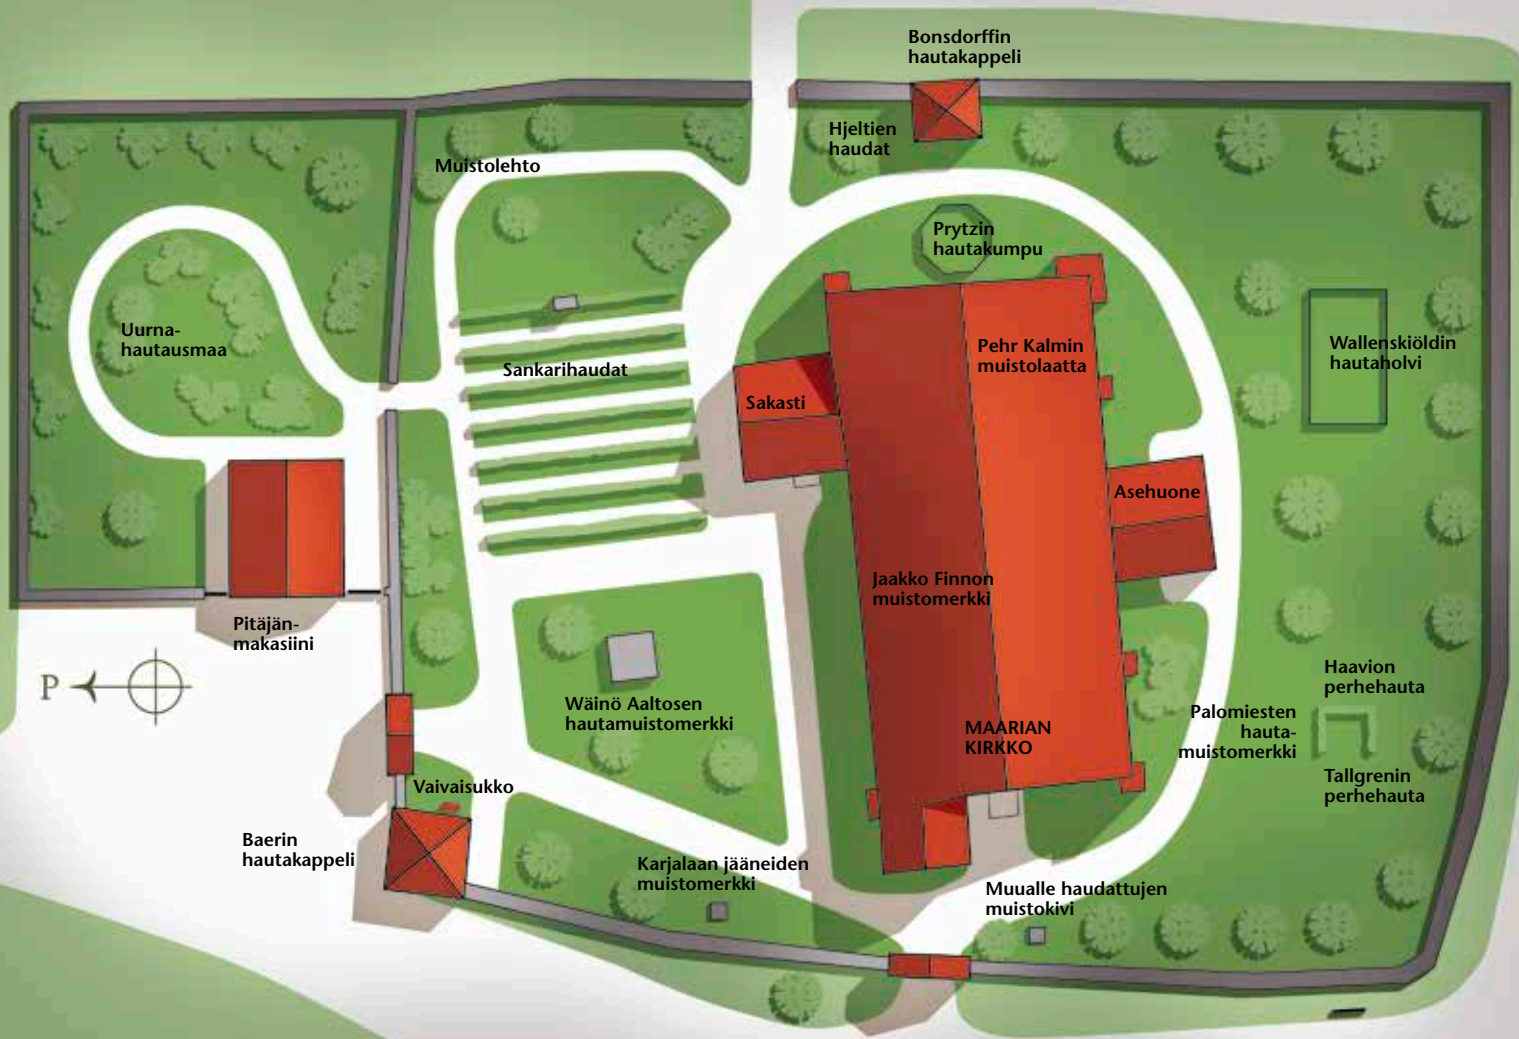 Bonsdorffin
hautakappeli
Hjeltien
haudat
Muistolehto
Prytzin
hautakumpu
Uurna-
hautausmaa
Sankarihaudat
Pehr Kalmin
muistolaatta
Wallenskiöldin
hautaholvi
Sakasti
Asehuone
Jaakko Finnon
muistomerkki
Pitäjän-
makasiini
P
Wäinö Aaltosen
hautamuistomerkki
MAARIAN
KIRKKO
Haavion
perhehauta
Palomiesten
hauta-
muistomerkki
Tallgrenin
perhehauta
Vaivaisukko
Baerin
hautakappeli
Karjalaan jääneiden
muistomerkki
Muualle haudattujen
muistokivi